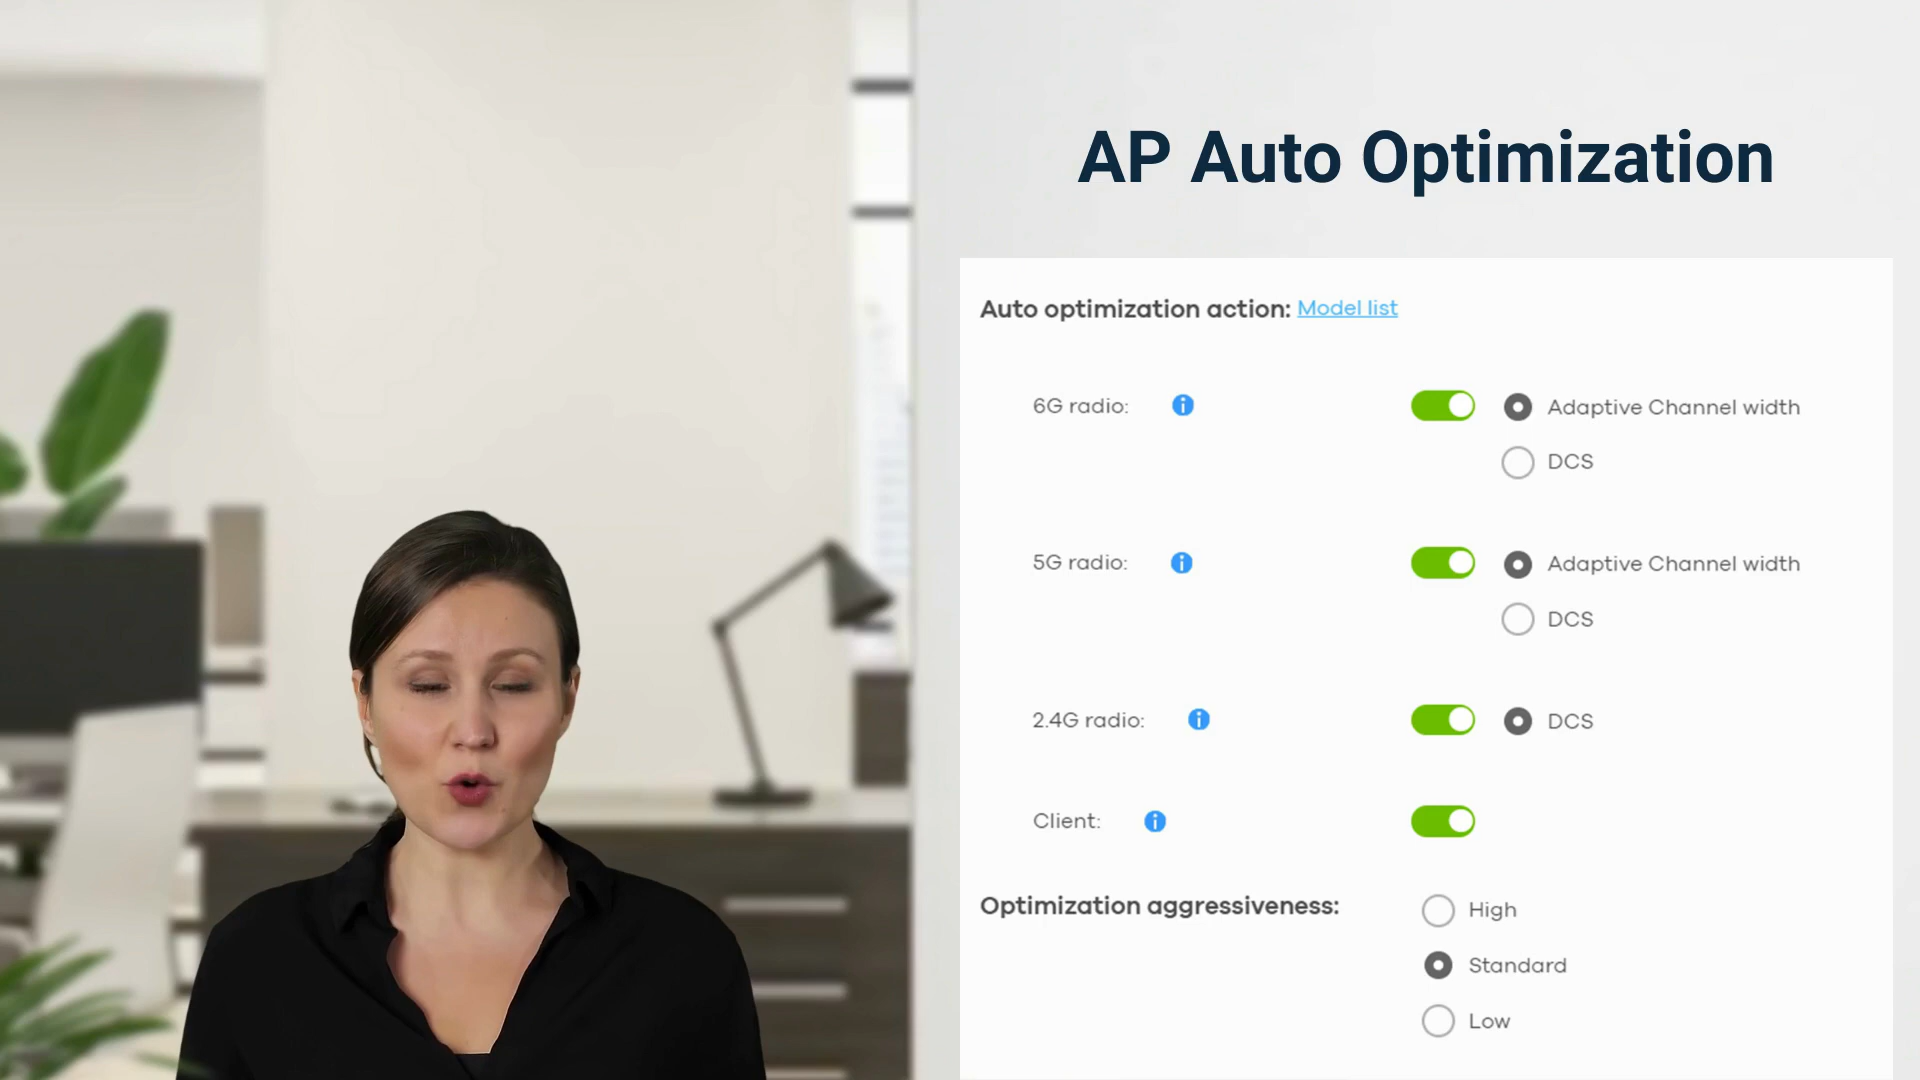 AP Auto Optimization
Auto optimization action: Model list
6G radio: Adaptive Channel width
DCS
5G radio: Adaptive Channel width
DCS
2.4G radio: DCS
Client:
Optimization aggressiveness: High
Standard
Low